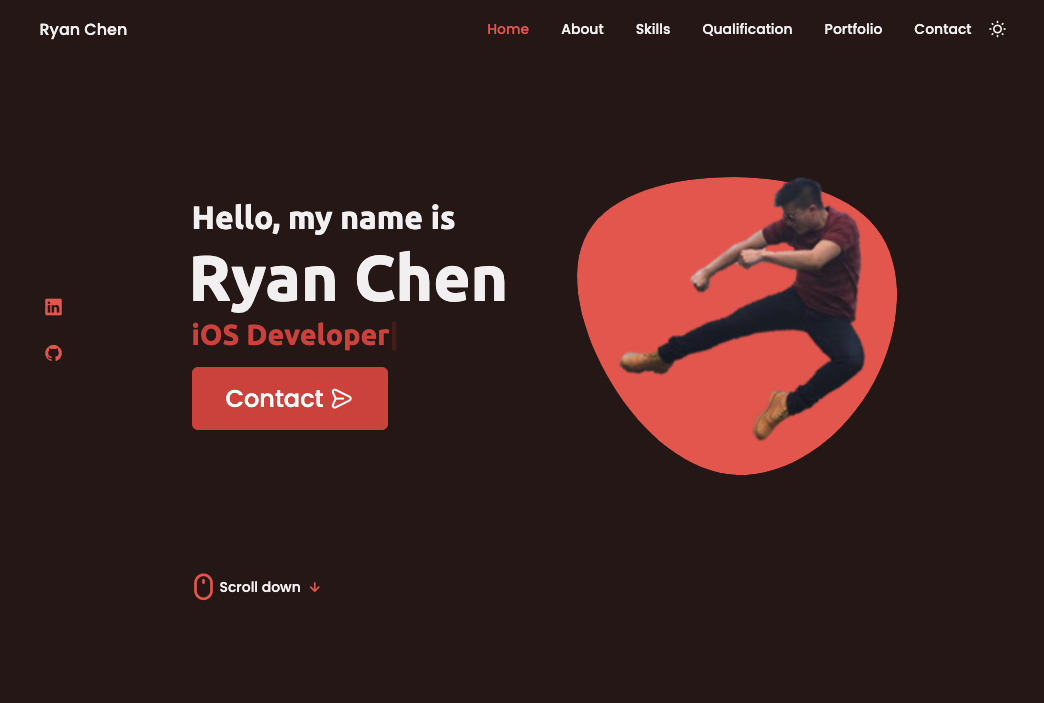 Ryan Chen
Home About Skills Qualification Portfolio Contact
Hello, my name is
Ryan Chen
iOS Developer
Contact
Scroll down